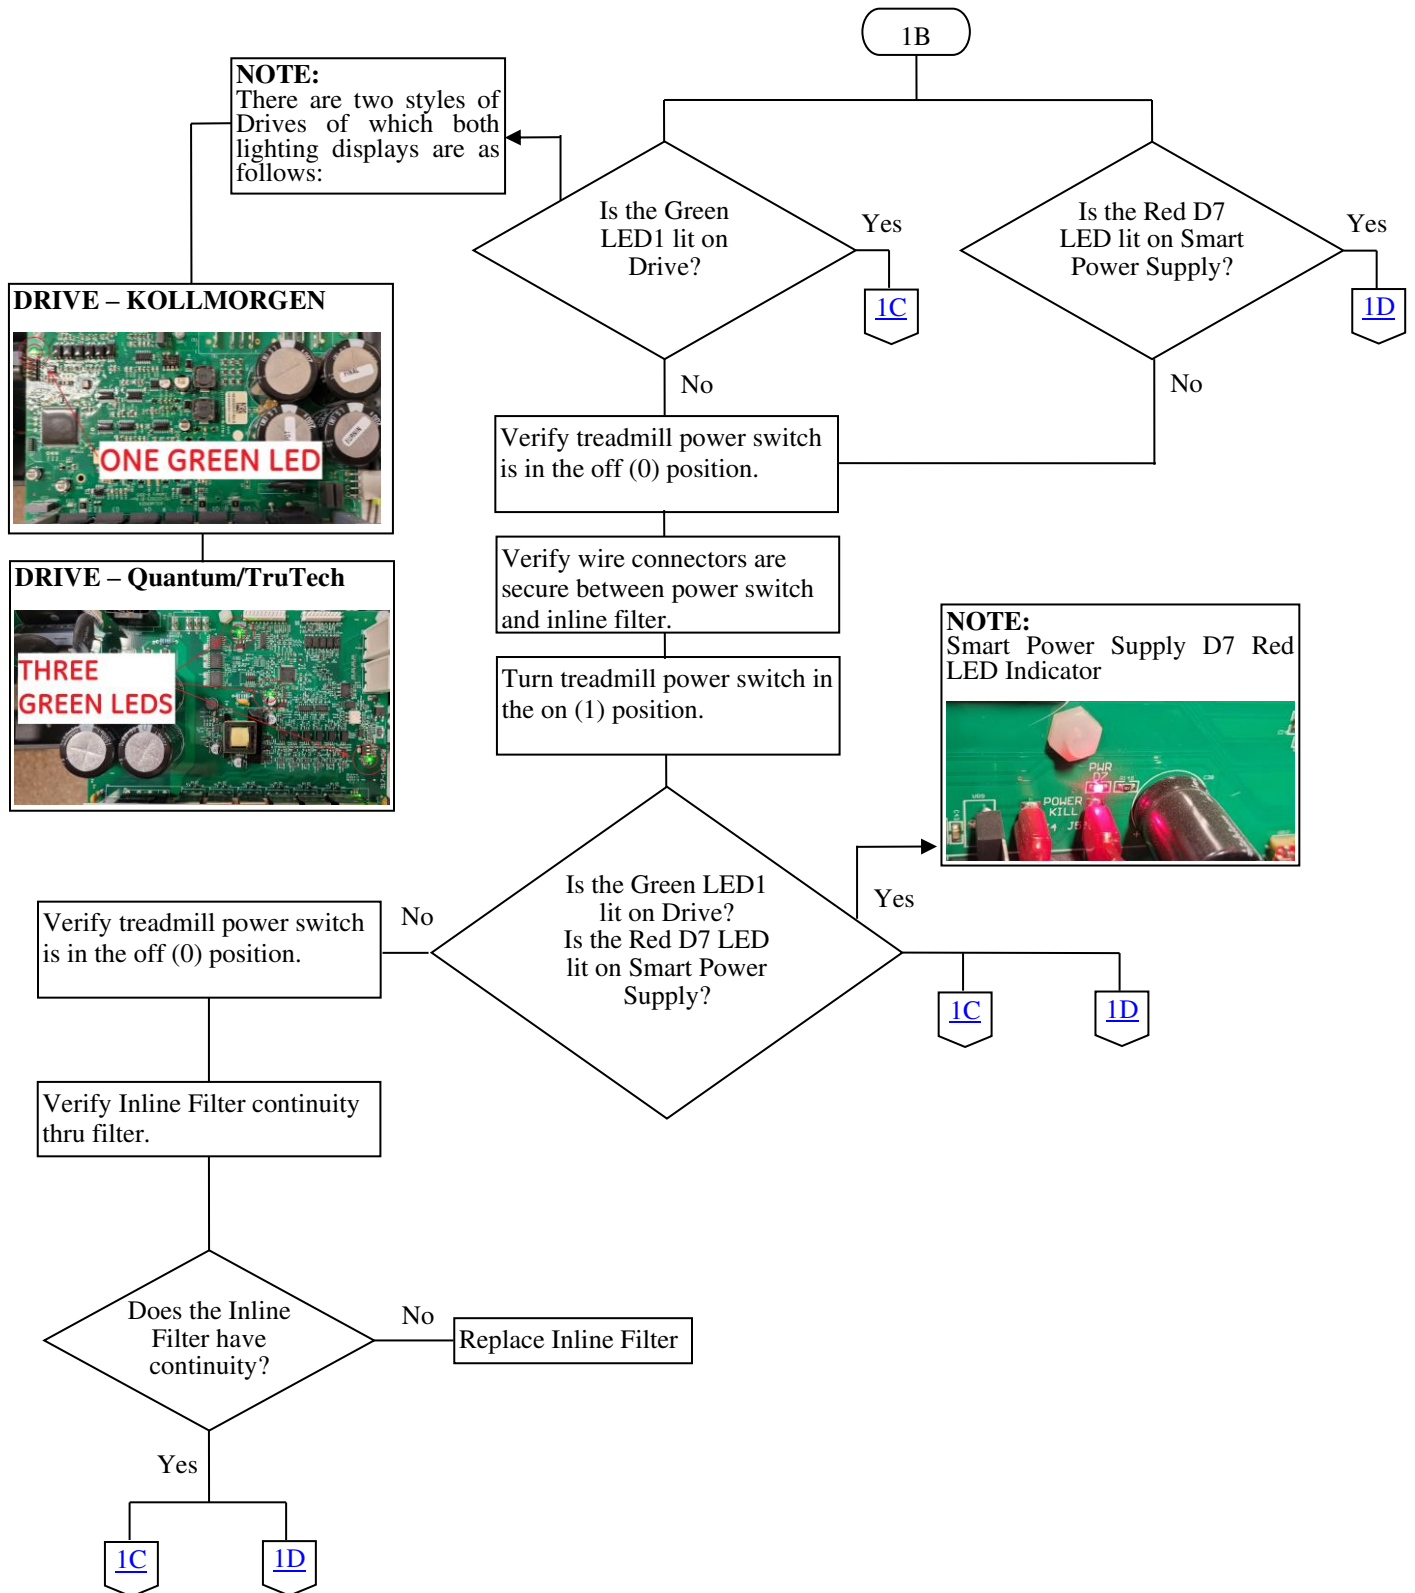 1B
NOTE:
There are two styles of
Drives of which both
lighting displays are as
follows:
Is the Green
LED1 lit on
Drive?
Yes
1C
No
Is the Red D7
LED lit on Smart
Power Supply?
Yes
1D
No
DRIVE – KOLLMORGEN
FINAL
ONE GREEN LED
DRIVE – Quantum/TruTech
THREE
GREEN LEDS
Verify treadmill power switch
is in the off (0) position.
Verify wire connectors are
secure between power switch
and inline filter.
Turn treadmill power switch in
the on (1) position.
NOTE:
Smart Power Supply D7 Red
LED Indicator
PWR
D7
POWER
KILL
Is the Green LED1
lit on Drive?
Is the Red D7 LED
lit on Smart Power
Supply?
Yes
1C
1D
No
Verify treadmill power switch
is in the off (0) position.
Verify Inline Filter continuity
thru filter.
Does the Inline
Filter have
continuity?
No
Replace Inline Filter
Yes
1C
1D